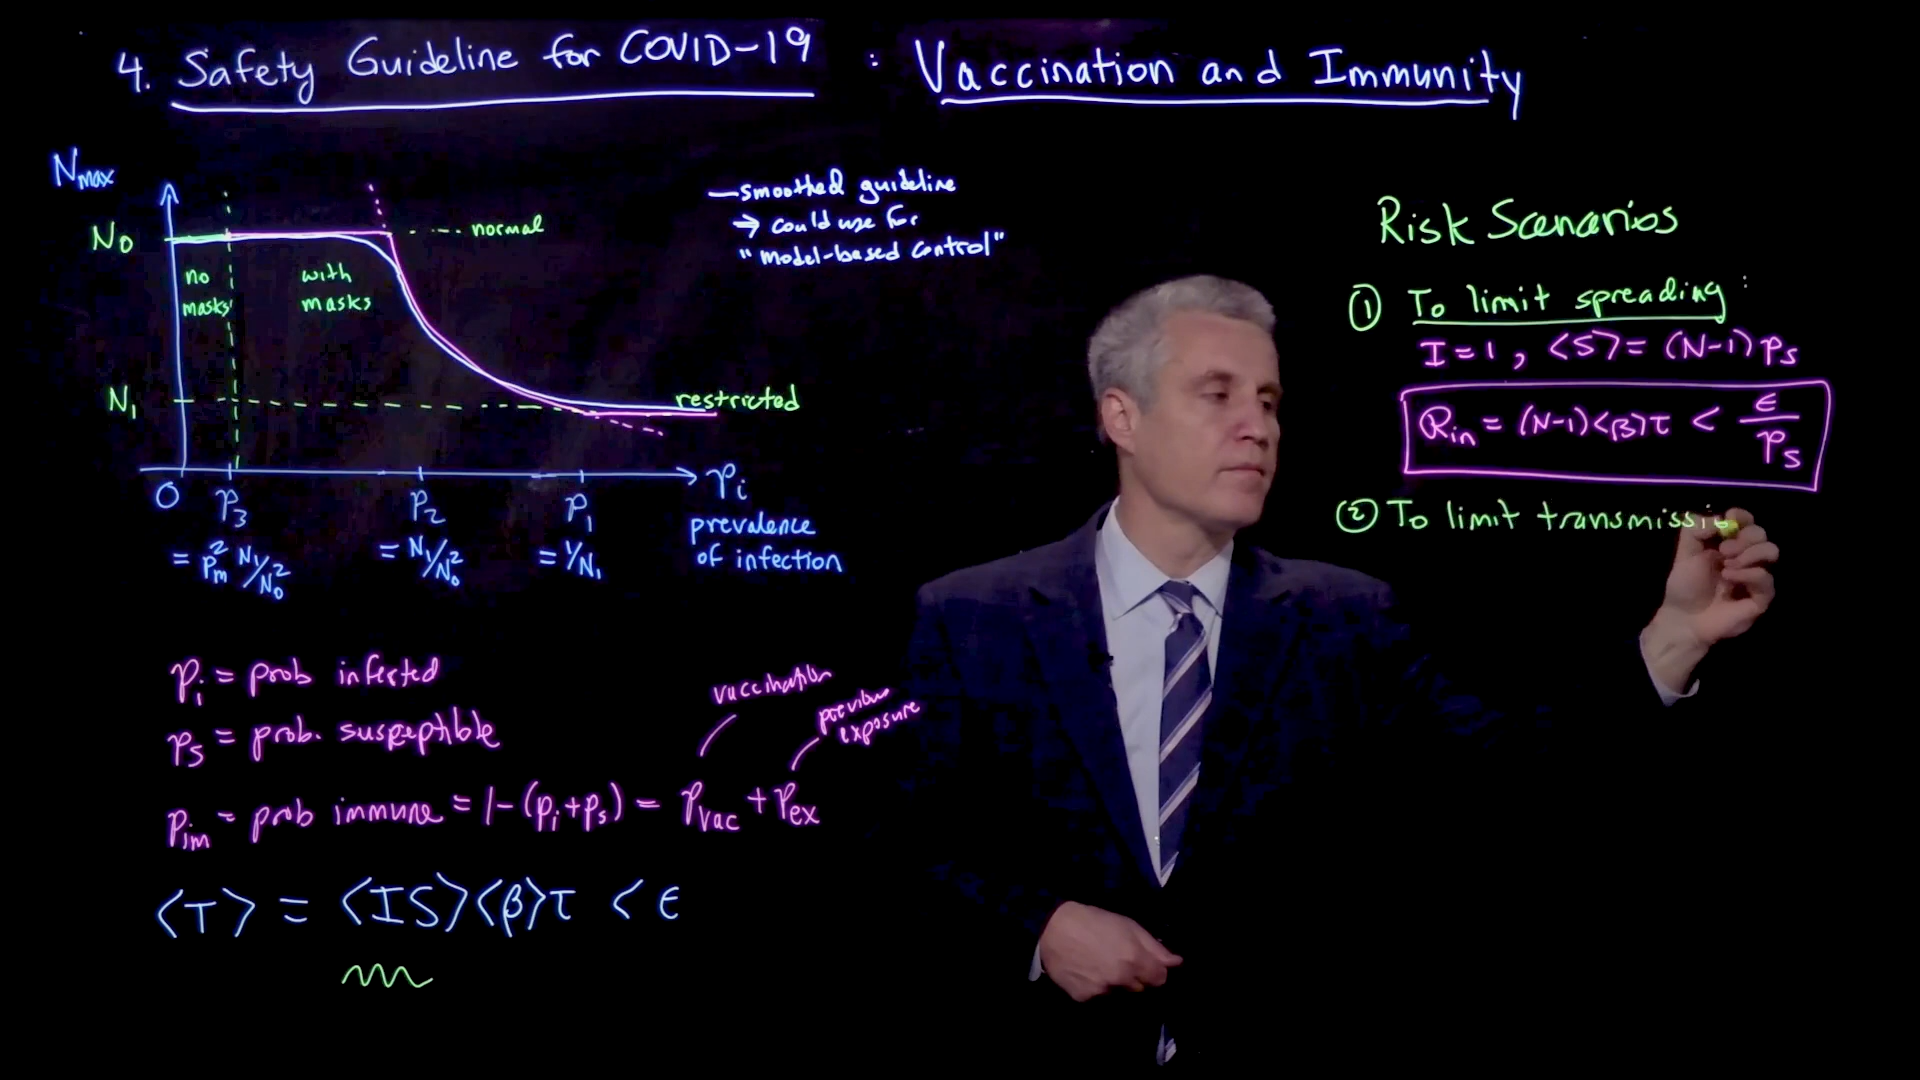 4. Safety Guideline for COVID-19 : Vaccination and Immunity
Nmax
N0
no masks
with masks
normal
N1
restricted
— smoothed guideline
→ could use for
"model-based control"
0 p3 p2 p1 pi
= pm² N1/N0²
= N1/N0²
= 1/N1
prevalence
of infection
pi = prob infected
ps = prob. suspeptible
pim = prob immune = 1-(pi+ps) = pvac + pex
vaccination
previous
exposure
⟨T⟩ = ⟨IS⟩⟨β⟩τ < ϵ
Risk Scenarios
① To limit spreading:
I=1, ⟨S⟩ = (N-1)ps
Rin = (N-1)⟨β⟩τ < ϵ/ps
② To limit transmissi